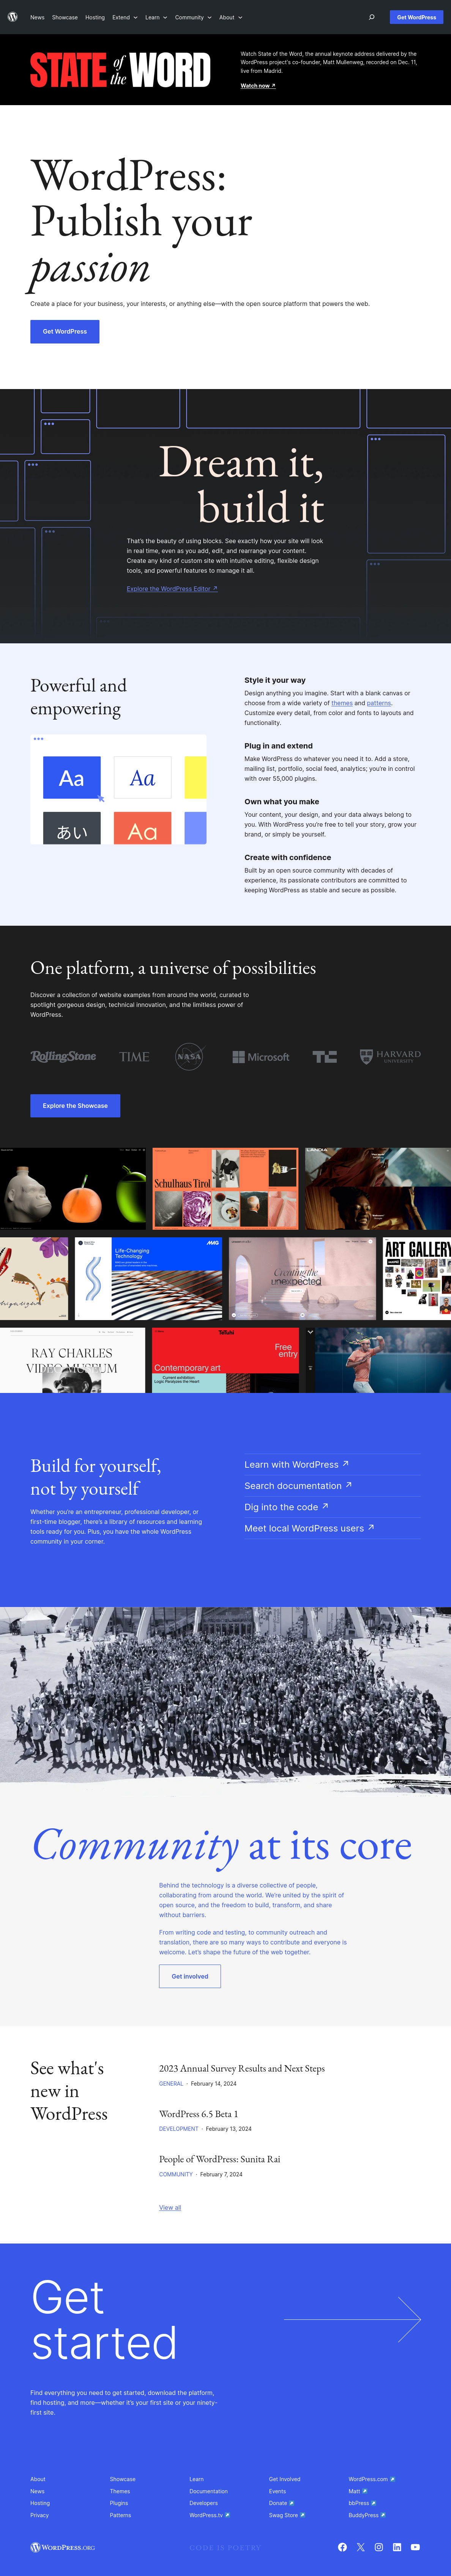 News Showcase Hosting Extend Learn Community About Get WordPress
STATE of the WORD
Watch State of the Word, the annual keynote address delivered by the
WordPress project's co-founder, Matt Mullenweg, recorded on Dec. 11,
live from Madrid.
Watch now ↗
WordPress:
Publish your
passion
Create a place for your business, your interests, or anything else—with the open source platform that powers the web.
Get WordPress
Dream it,
build it
That's the beauty of using blocks. See exactly how your site will look
in real time, even as you add, edit, and rearrange your content.
Create any kind of custom site with intuitive editing, flexible design
tools, and powerful features to manage it all.
Explore the WordPress Editor ↗
Powerful and
empowering
Aa Aa
あい Aa
Style it your way
Design anything you imagine. Start with a blank canvas or
choose from a wide variety of themes and patterns.
Customize every detail, from color and fonts to layouts and
functionality.
Plug in and extend
Make WordPress do whatever you need it to. Add a store,
mailing list, portfolio, social feed, analytics; you're in control
with over 55,000 plugins.
Own what you make
Your content, your design, and your data always belong to
you. With WordPress you're free to tell your story, grow your
brand, or simply be yourself.
Create with confidence
Built by an open source community with decades of
experience, its passionate contributors are committed to
keeping WordPress as stable and secure as possible.
One platform, a universe of possibilities
Discover a collection of website examples from around the world, curated to
spotlight gorgeous design, technical innovation, and the limitless power of
WordPress.
RollingStone TIME NASA Microsoft TC HARVARD
UNIVERSITY
Explore the Showcase
Schulhaus Tirol
Life-Changing
Technology
Creating the
unexpected
ART GALLERY
RAY CHARLES
VIDEO MUSEUM
Contemporary art
Free
entry
Current exhibition:
Logic Paralyze the Heart
Build for yourself,
not by yourself
Whether you're an entrepreneur, professional developer, or
first-time blogger, there's a library of resources and learning
tools ready for you. Plus, you have the whole WordPress
community in your corner.
Learn with WordPress ↗
Search documentation ↗
Dig into the code ↗
Meet local WordPress users ↗
Community at its core
Behind the technology is a diverse collective of people,
collaborating from around the world. We're united by the spirit of
open source, and the freedom to build, transform, and share
without barriers.
From writing code and testing, to community outreach and
translation, there are so many ways to contribute and everyone is
welcome. Let's shape the future of the web together.
Get involved
See what's
new in
WordPress
2023 Annual Survey Results and Next Steps
GENERAL · February 14, 2024
WordPress 6.5 Beta 1
DEVELOPMENT · February 13, 2024
People of WordPress: Sunita Rai
COMMUNITY · February 7, 2024
View all
Get
started
Find everything you need to get started, download the platform,
find hosting, and more—whether it's your first site or your ninety-
first site.
About Showcase Learn Get Involved WordPress.com ↗
News Themes Documentation Events Matt ↗
Hosting Plugins Developers Donate ↗ bbPress ↗
Privacy Patterns WordPress.tv ↗ Swag Store ↗ BuddyPress ↗
WORDPRESS.ORG CODE IS POETRY